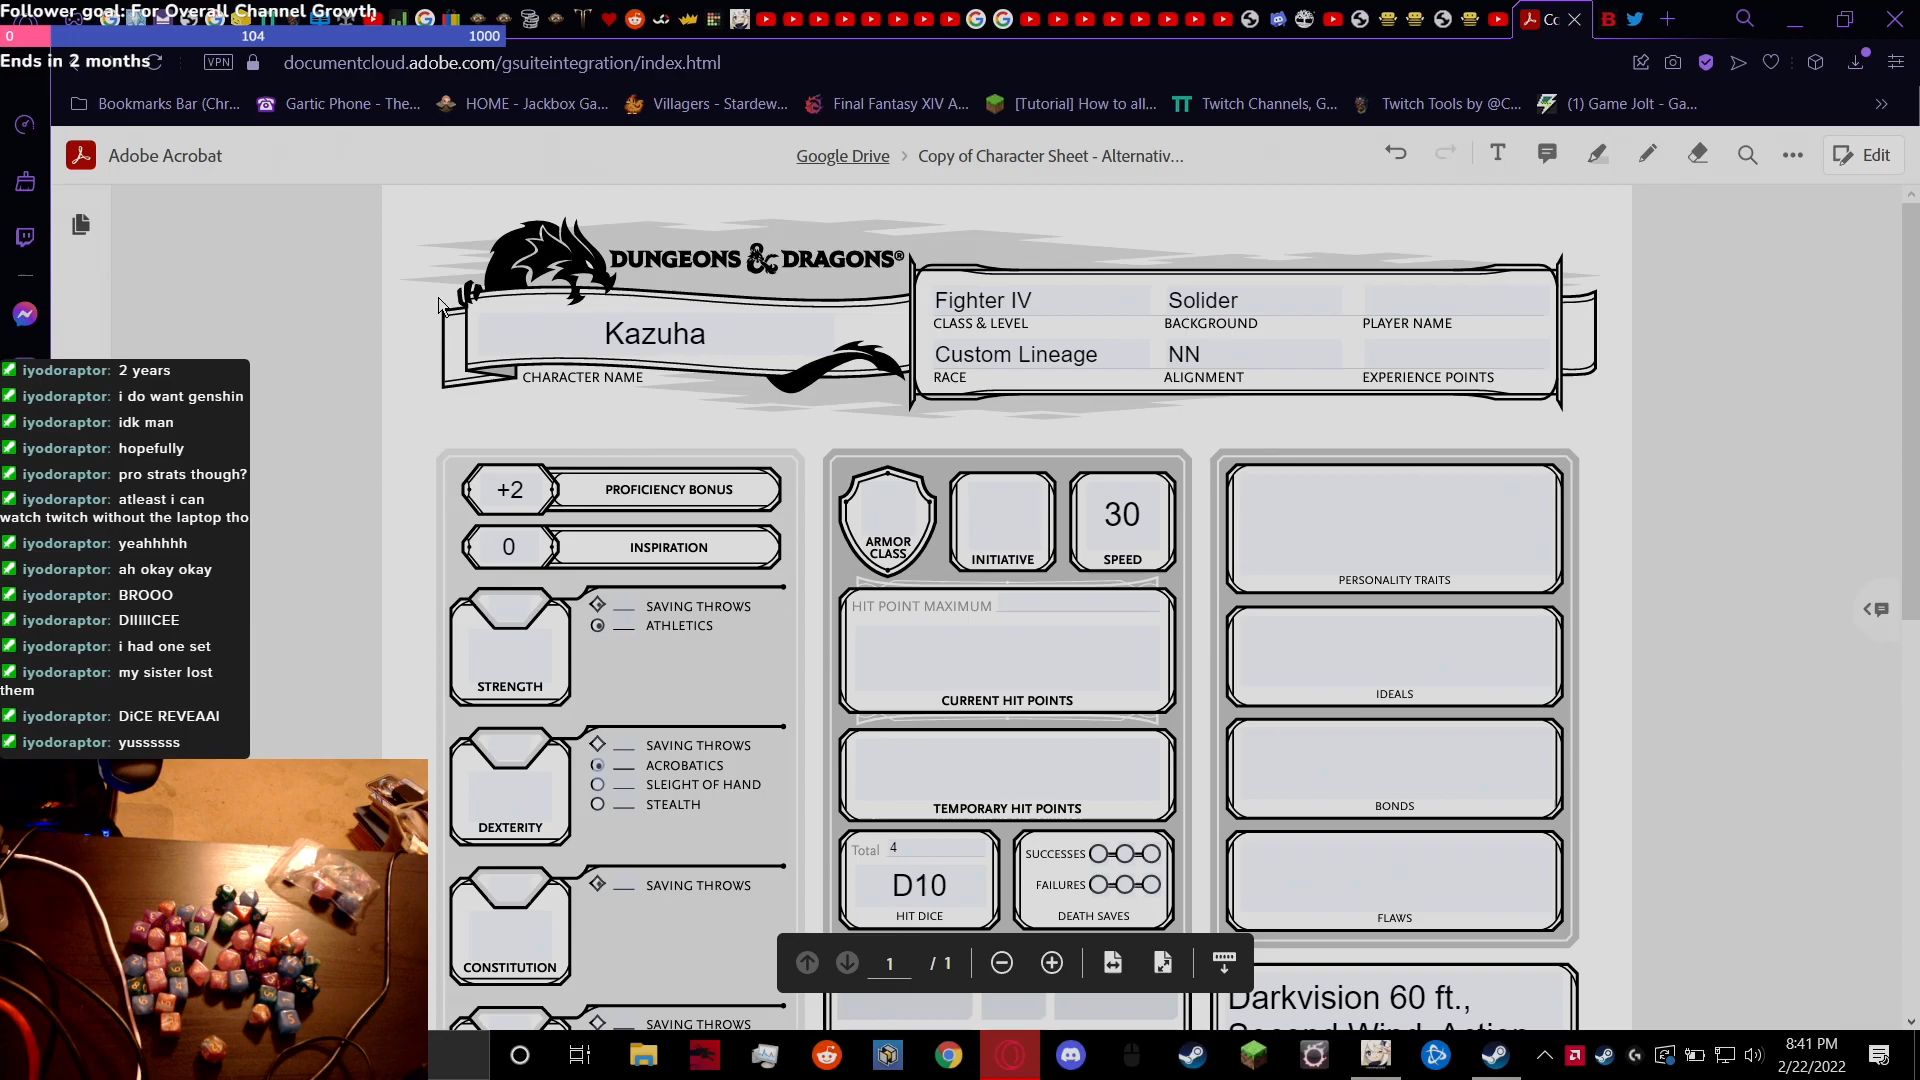 Follower goal: For Overall Channel Growth
0 104 1000
Ends in 2 months
VPN
documentcloud.adobe.com/gsuiteintegration/index.html
Bookmarks Bar (Chr...
Gartic Phone - The...
HOME - Jackbox Ga...
Villagers - Stardew...
Final Fantasy XIV A...
[Tutorial] How to all...
Twitch Channels, G...
Twitch Tools by @C...
(1) Game Jolt - Ga...
Adobe Acrobat
Google Drive > Copy of Character Sheet - Alternativ...
Edit
DUNGEONS & DRAGONS®
Kazuha
CHARACTER NAME
Fighter IV
CLASS & LEVEL
Solider
BACKGROUND
PLAYER NAME
Custom Lineage
RACE
NN
ALIGNMENT
EXPERIENCE POINTS
iyodoraptor: 2 years
iyodoraptor: i do want genshin
iyodoraptor: idk man
iyodoraptor: hopefully
iyodoraptor: pro strats though?
iyodoraptor: atleast i can
watch twitch without the laptop tho
iyodoraptor: yeahhhhh
iyodoraptor: ah okay okay
iyodoraptor: BROOO
iyodoraptor: DIIIIICEE
iyodoraptor: i had one set
iyodoraptor: my sister lost
them
iyodoraptor: DiCE REVEAAl
iyodoraptor: yussssss
+2
PROFICIENCY BONUS
0
INSPIRATION
SAVING THROWS
ATHLETICS
STRENGTH
SAVING THROWS
ACROBATICS
SLEIGHT OF HAND
STEALTH
DEXTERITY
SAVING THROWS
CONSTITUTION
SAVING THROWS
ARMOR
CLASS
INITIATIVE
30
SPEED
HIT POINT MAXIMUM
CURRENT HIT POINTS
TEMPORARY HIT POINTS
Total 4
D10
HIT DICE
SUCCESSES
FAILURES
DEATH SAVES
PERSONALITY TRAITS
IDEALS
BONDS
FLAWS
Darkvision 60 ft.,
Second Wind, Action
1 / 1
8:41 PM
2/22/2022